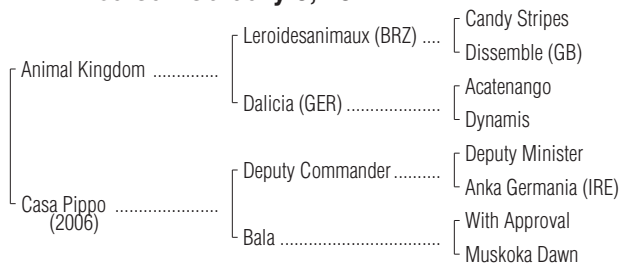 Candy Stripes
Leroidesanimaux (BRZ) ....
Dissemble (GB)
Animal Kingdom ..............
Acatenango
Dalicia (GER) ....................
Dynamis
Deputy Minister
Deputy Commander ..........
Anka Germania (IRE)
Casa Pippo ......................
(2006)
With Approval
Bala ..................................
Muskoka Dawn